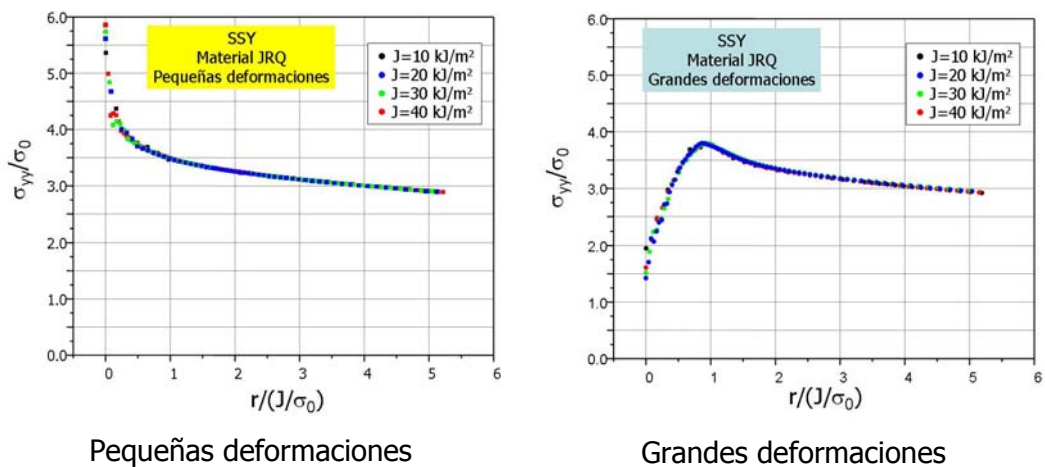 SSY
Material JRQ
Pequeñas deformaciones
J=10 kJ/m²
J=20 kJ/m²
J=30 kJ/m²
J=40 kJ/m²
6.0
5.0
4.0
3.0
2.0
1.0
0.0
σyy/σ0
0 1 2 3 4 5 6
r/(J/σ0)
Pequeñas deformaciones
SSY
Material JRQ
Grandes deformaciones
J=10 kJ/m²
J=20 kJ/m²
J=30 kJ/m²
J=40 kJ/m²
6.0
5.0
4.0
3.0
2.0
1.0
0.0
σyy/σ0
0 1 2 3 4 5 6
r/(J/σ0)
Grandes deformaciones